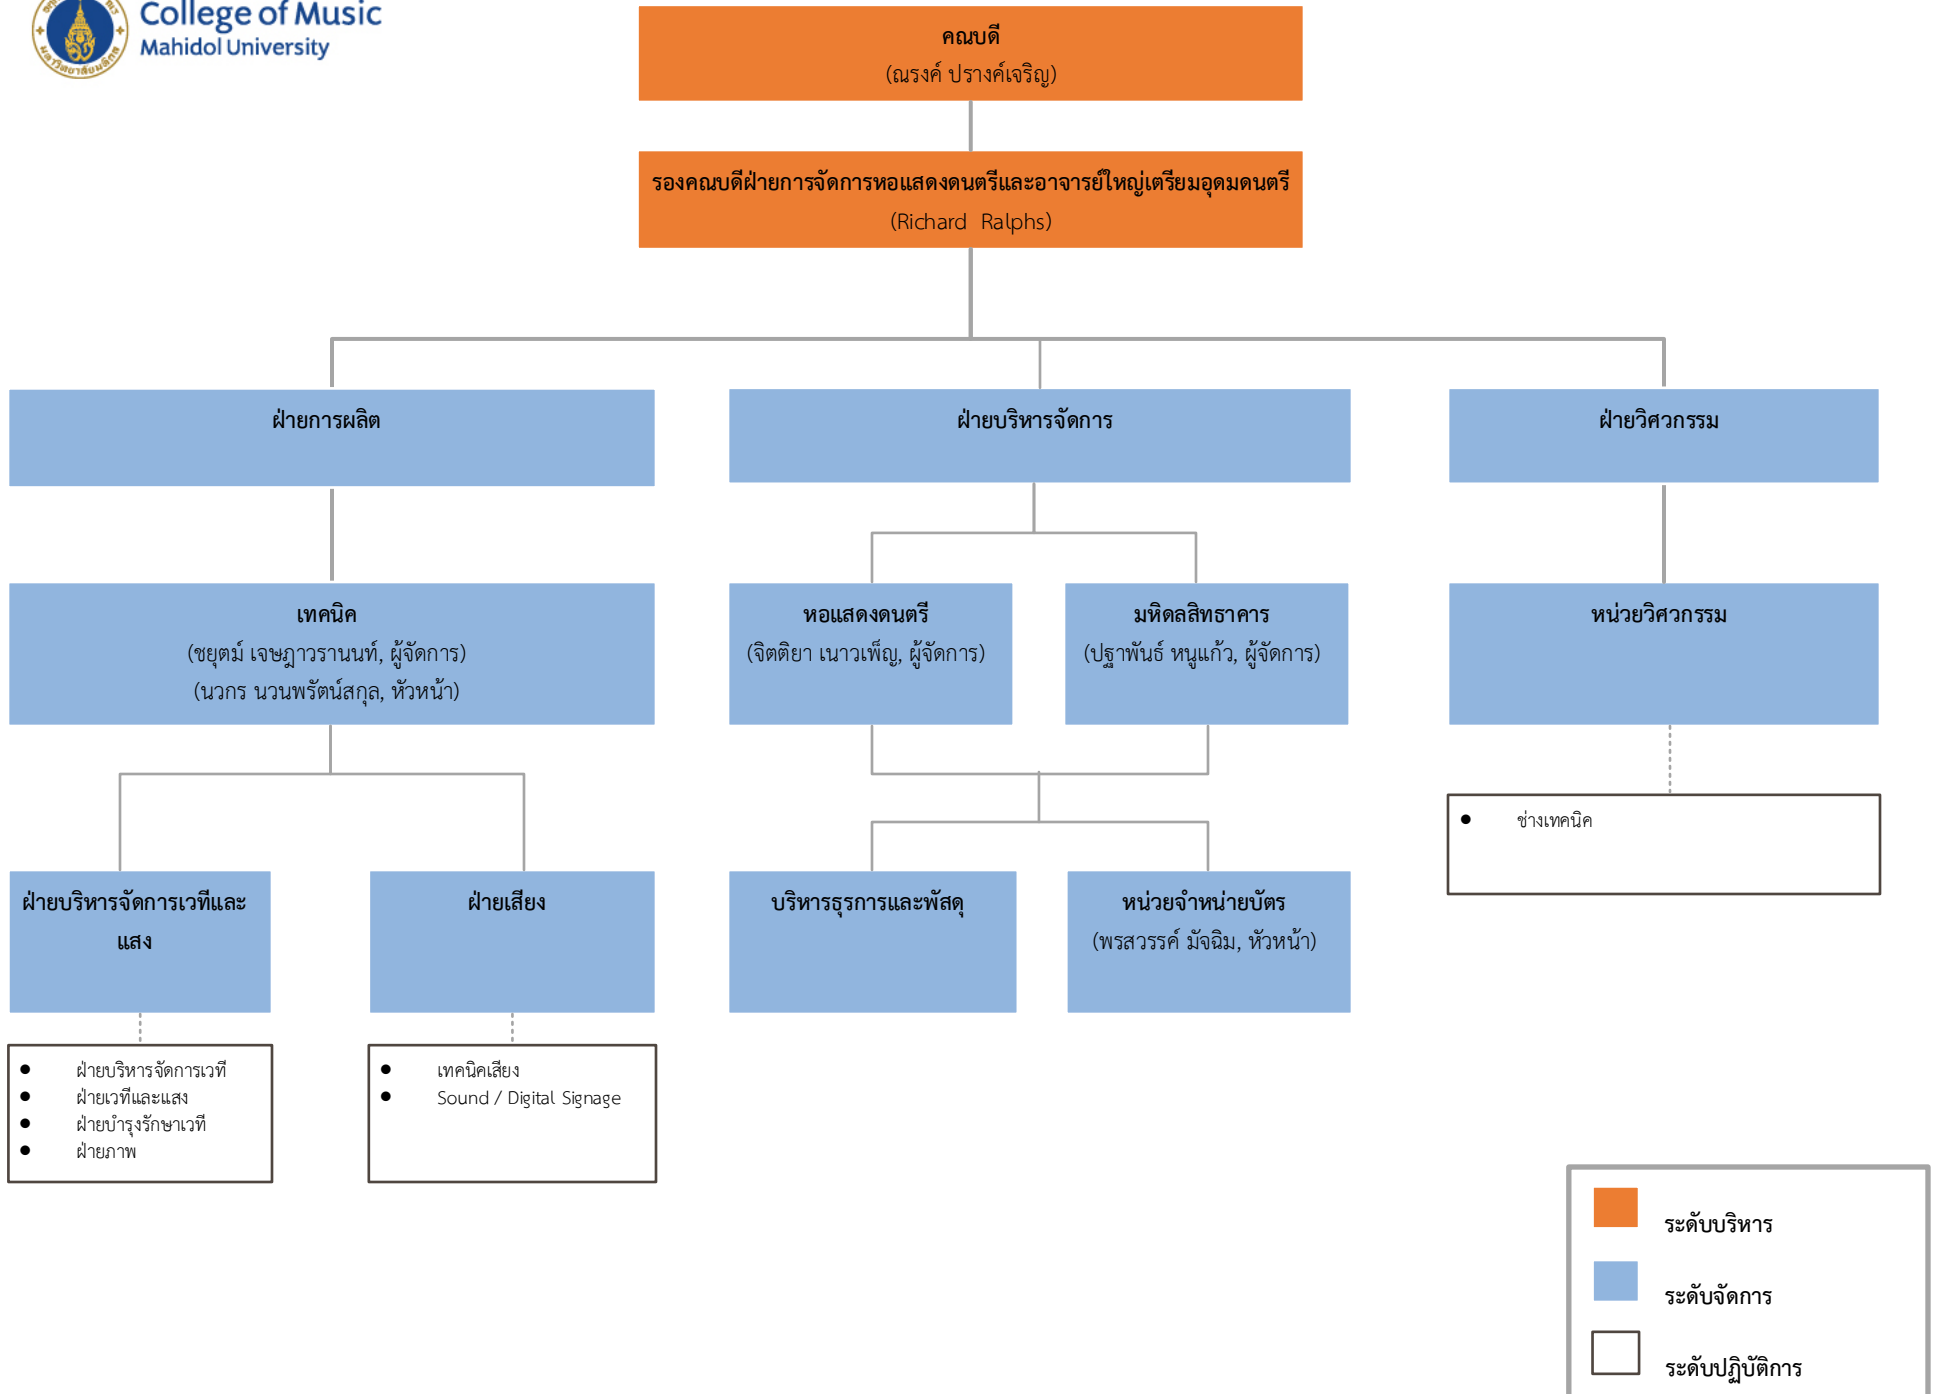 College of Music
Mahidol University
มหาวิทยาลัยมหิดล
คณบดี
(ณรงค์ ปรางค์เจริญ)
รองคณบดีฝ่ายการจัดการหอแสดงดนตรีและอาจารย์ใหญ่เตรียมอุดมดนตรี
(Richard Ralphs)
ฝ่ายการผลิต
ฝ่ายบริหารจัดการ
ฝ่ายวิศวกรรม
เทคนิค
(ชยุตม์ เจษฎาวรานนท์, ผู้จัดการ)
(นวกร นวนพรัตน์สกุล, หัวหน้า)
หอแสดงดนตรี
(จิตติยา เนาวเพ็ญ, ผู้จัดการ)
มหิดลสิทธาคาร
(ปฐาพันธ์ หนูแก้ว, ผู้จัดการ)
หน่วยวิศวกรรม
• ช่างเทคนิค
ฝ่ายบริหารจัดการเวทีและ
แสง
ฝ่ายเสียง
บริหารธุรการและพัสดุ
หน่วยจำหน่ายบัตร
(พรสวรรค์ มัจฉิม, หัวหน้า)
• ฝ่ายบริหารจัดการเวที
• ฝ่ายเวทีและแสง
• ฝ่ายบำรุงรักษาเวที
• ฝ่ายภาพ
• เทคนิคเสียง
• Sound / Digital Signage
ระดับบริหาร
ระดับจัดการ
ระดับปฏิบัติการ